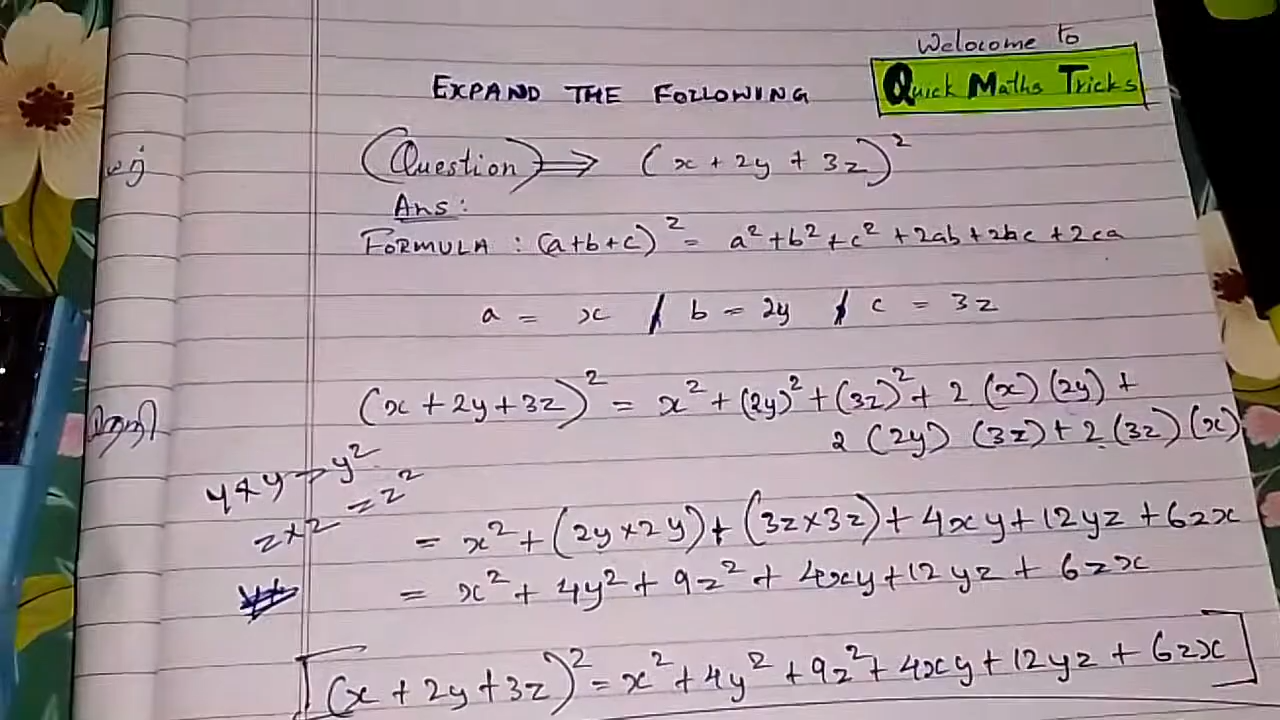 Welocome to
Quick Maths Tricks
EXPAND THE FOLLOWING
(Question) ⟹ (x + 2y + 3z)²
Ans:
FORMULA : (a+b+c)² = a² + b² + c² + 2ab + 2bc + 2ca
a = x / b = 2y / c = 3z
(x + 2y + 3z)² = x² + (2y)² + (3z)² + 2 (x) (2y) +
2 (2y) (3z) + 2 (3z) (x)
y × y → y²
z × z = z²
= x² + (2y × 2y) + (3z × 3z) + 4xy + 12yz + 6zx
= x² + 4y² + 9z² + 4xy + 12yz + 6zx
[(x + 2y + 3z)² = x² + 4y² + 9z² + 4xy + 12yz + 6zx]